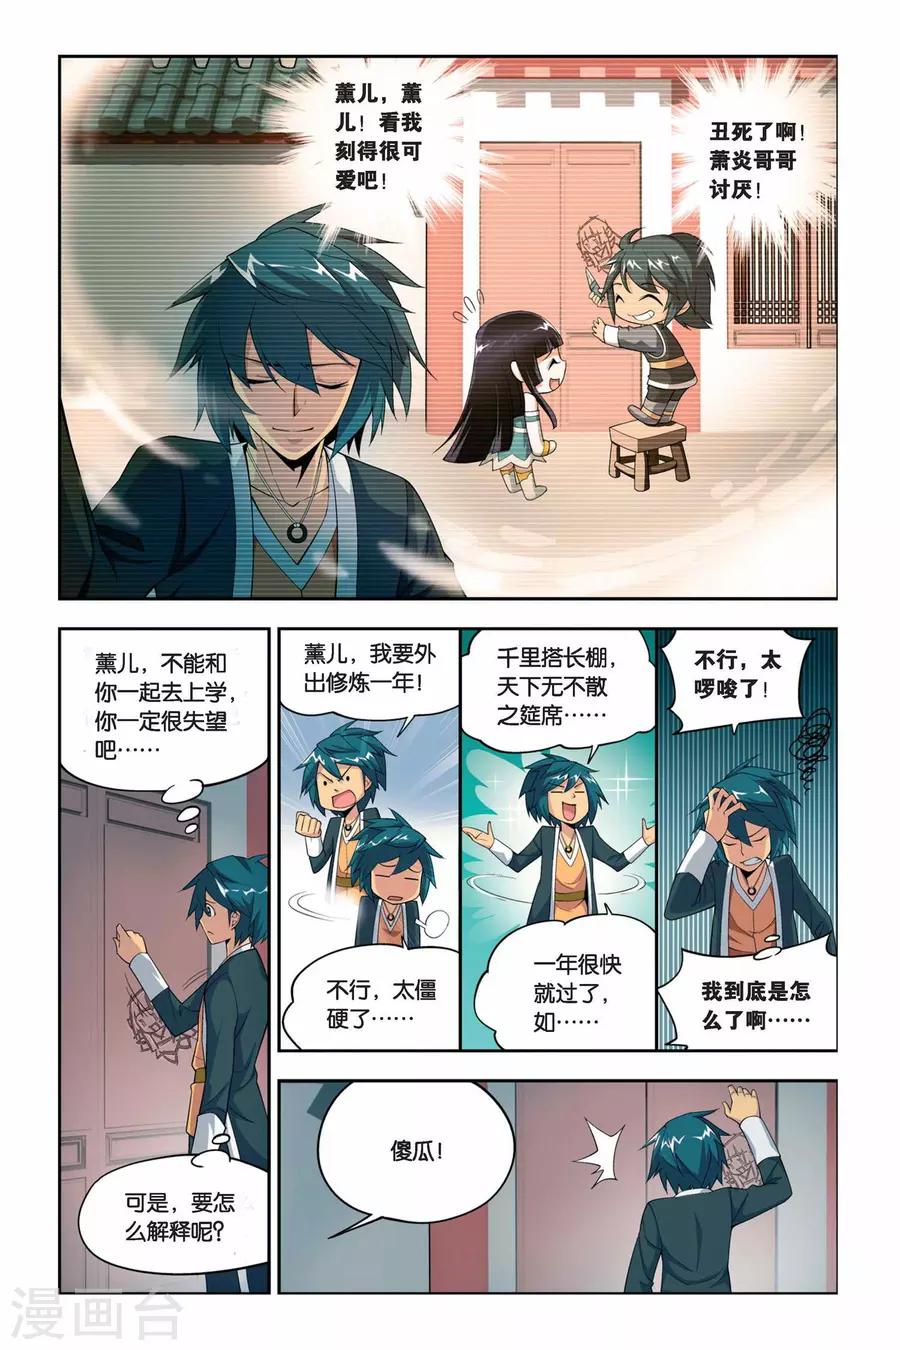 薰儿，薰
儿！看我
刻得很可
爱吧！
丑死了啊！
萧炎哥哥
讨厌！
薰儿，不能和
你一起去上学，
你一定很失望
吧……
可是，要怎
么解释呢？
薰儿，我要外
出修炼一年！
不行，太僵
硬了……
千里搭长棚，
天下无不散
之筵席……
一年很快
就过了，
如……
不行，太
啰唆了！
我到底是怎
么了啊……
傻瓜！
漫画台